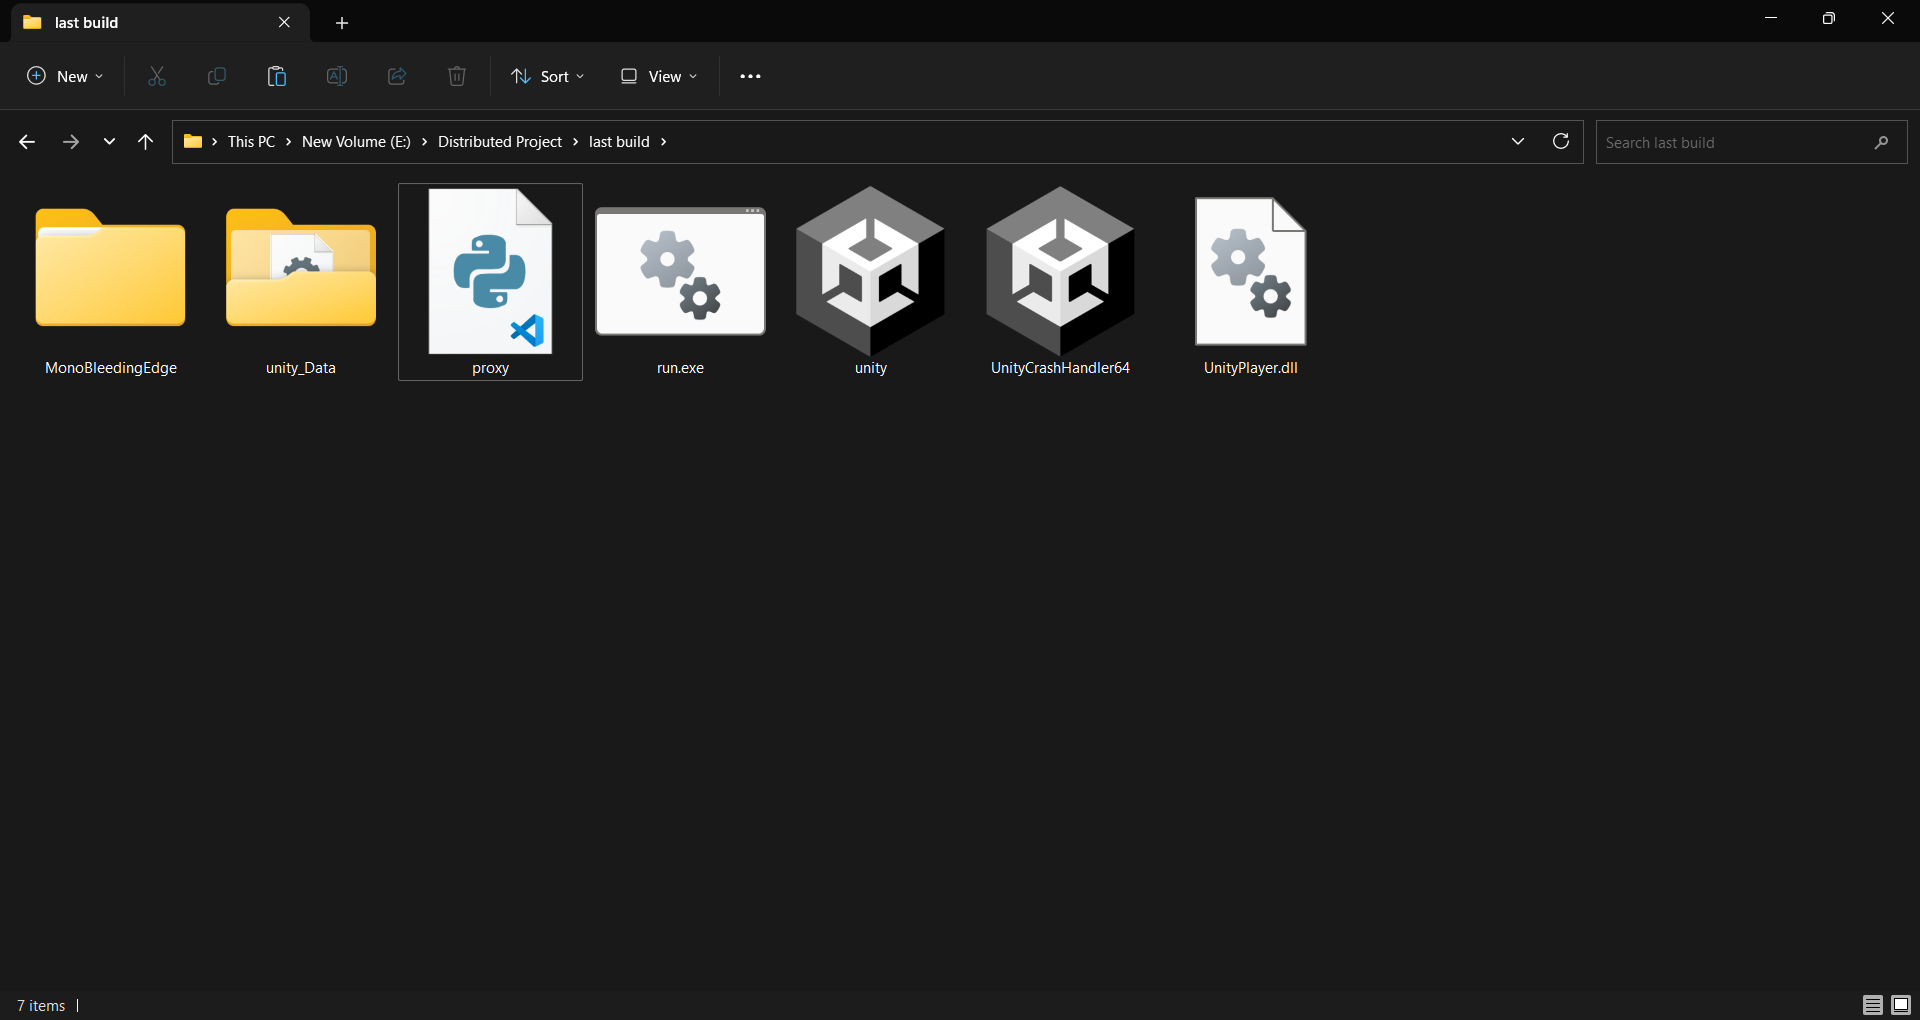 last build
New
Sort
View
This PC
New Volume (E:)
Distributed Project
last build
Search last build
MonoBleedingEdge
unity_Data
proxy
run.exe
unity
UnityCrashHandler64
UnityPlayer.dll
7 items